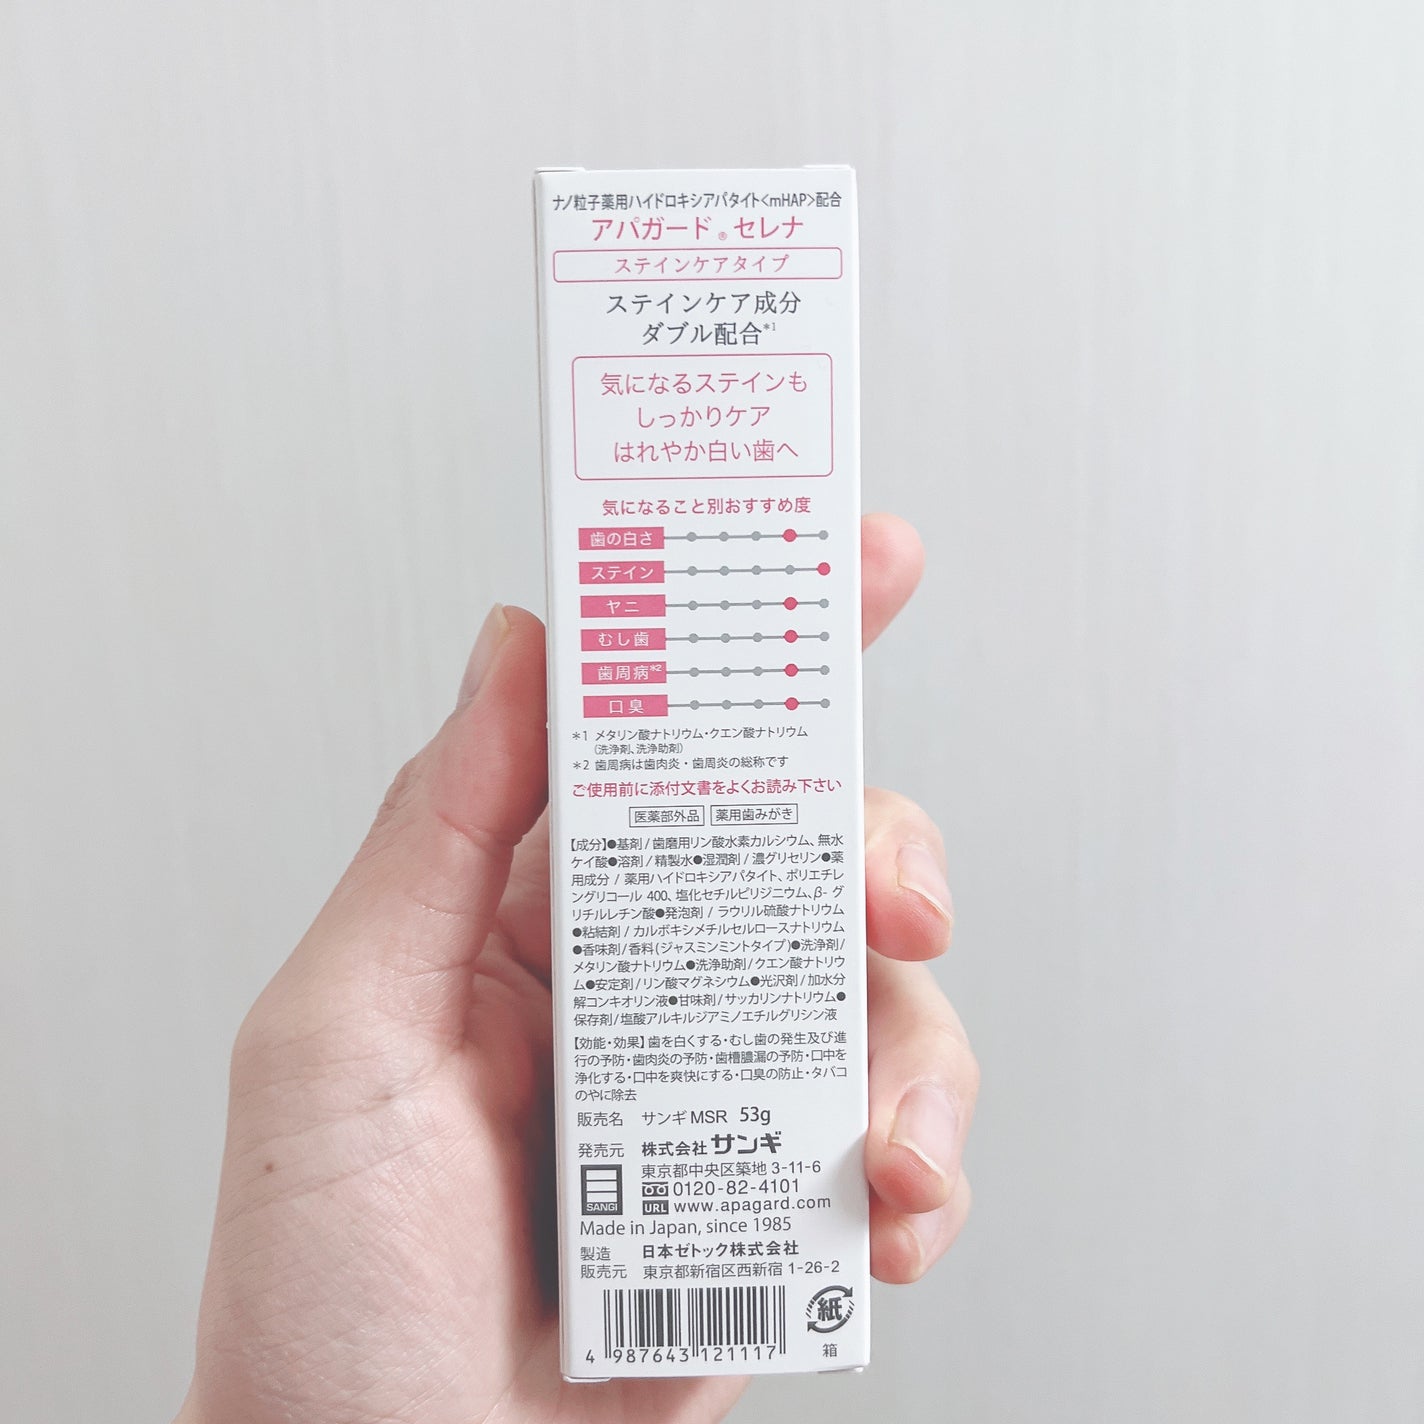 ナノ粒子薬用ハイドロキシアパタイト<mHAP>配合
アパガード®セレナ
ステインケアタイプ
ステインケア成分
ダブル配合*1
気になるステインも
しっかりケア
はれやか白い歯へ
気になること別おすすめ度
歯の白さ
ステイン
ヤニ
むし歯
歯周病*2
口臭
*1 メタリン酸ナトリウム・クエン酸ナトリウム
(洗浄剤、洗浄助剤)
*2 歯周病は歯肉炎・歯周炎の総称です
ご使用前に添付文書をよくお読み下さい
医薬部外品 薬用歯みがき
【成分】●基剤/歯磨用リン酸水素カルシウム、無水
ケイ酸●溶剤/精製水●湿潤剤/濃グリセリン●薬
用成分/薬用ハイドロキシアパタイト、ポリエチレ
ングリコール 400、塩化セチルピリジニウム、β-グ
リチルレチン酸●発泡剤/ラウリル硫酸ナトリウム
●粘結剤/カルボキシメチルセルロースナトリウム
●香味剤/香料(ジャスミンミントタイプ)●洗浄剤/
メタリン酸ナトリウム●洗浄助剤/クエン酸ナトリウ
ム●安定剤/リン酸マグネシウム●光沢剤/加水分
解コンキオリン液●甘味剤/サッカリンナトリウム●
保存剤/塩酸アルキルジアミノエチルグリシン液
【効能・効果】歯を白くする・むし歯の発生及び進
行の予防・歯肉炎の予防・歯槽膿漏の予防・口中を
浄化する・口中を爽快にする・口臭の防止・タバコ
のやに除去
販売名 サンギ MSR 53g
発売元 株式会社サンギ
東京都中央区築地 3-11-6
0120-82-4101
URL www.apagard.com
SANGI
Made in Japan, since 1985
製造 日本ゼトック株式会社
販売元 東京都新宿区西新宿 1-26-2
4 987643 121117
紙
箱